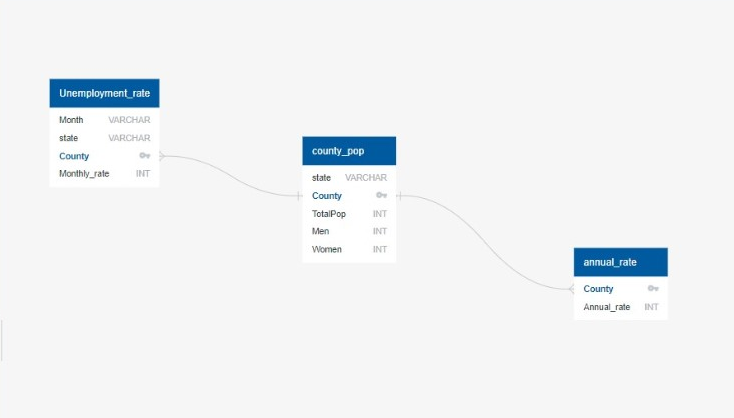 Unemployment_rate
Month VARCHAR
state VARCHAR
County
Monthly_rate INT
county_pop
state VARCHAR
County
TotalPop INT
Men INT
Women INT
annual_rate
County
Annual_rate INT